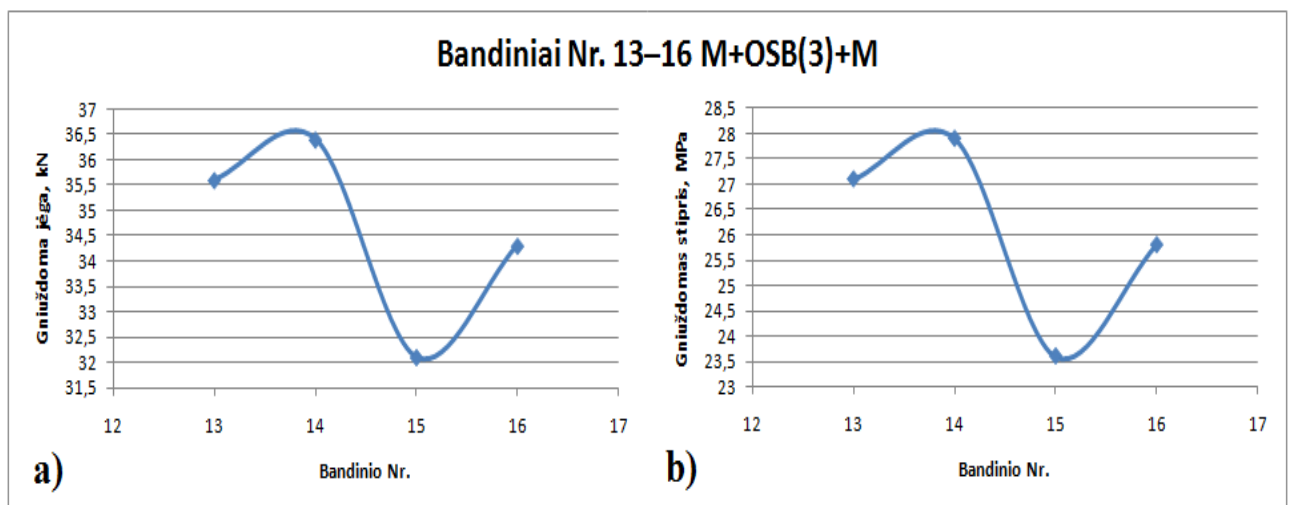 Bandiniai Nr. 13–16 M+OSB(3)+M
Gniuždoma jėga, kN
37
36,5
36
35,5
35
34,5
34
33,5
33
32,5
32
31,5
12 13 14 15 16 17
Bandinio Nr.
a)
Gniuždomas stipris, MPa
28,5
28
27,5
27
26,5
26
25,5
25
24,5
24
23,5
23
12 13 14 15 16 17
Bandinio Nr.
b)